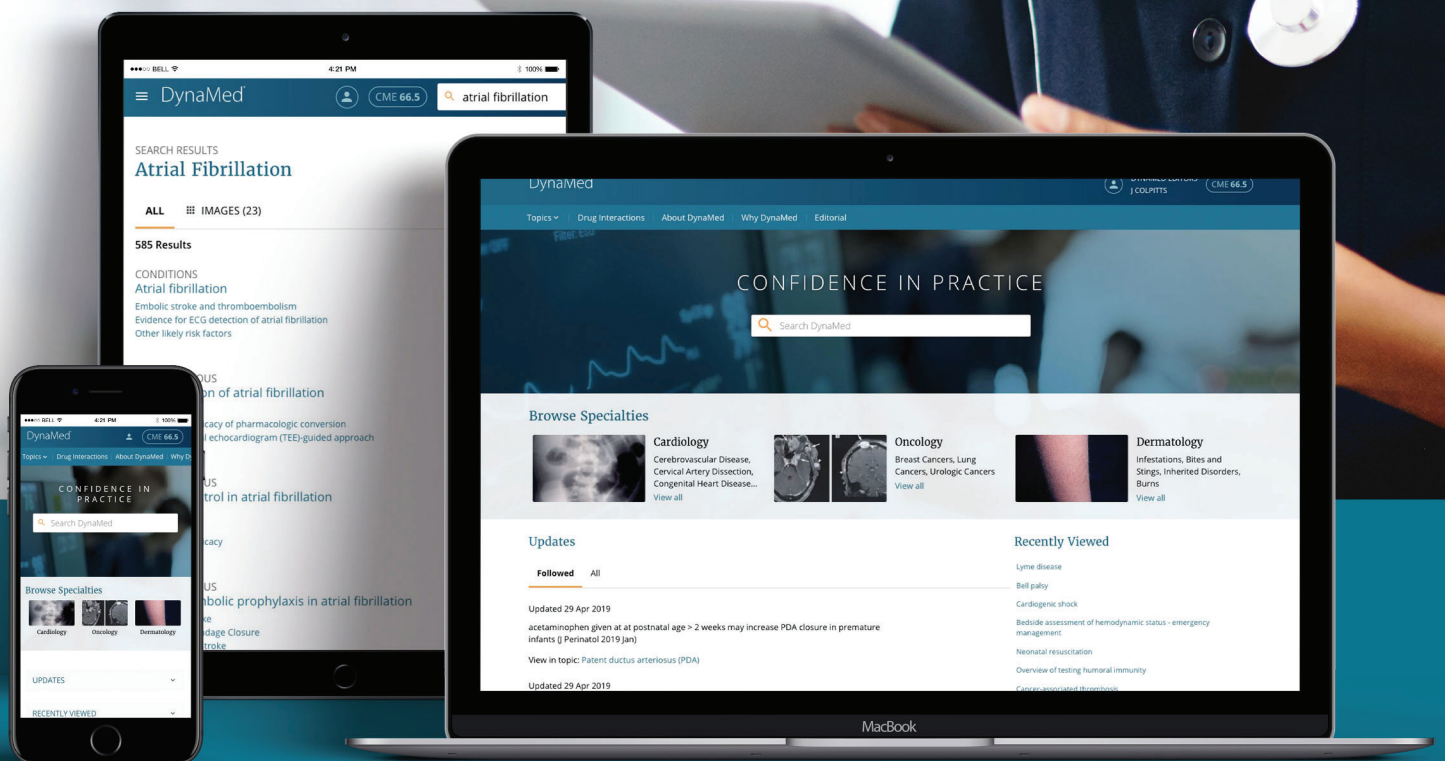 BELL
4:21 PM
100%
DynaMed
CME 66.5
atrial fibrillation
SEARCH RESULTS
Atrial Fibrillation
ALL
IMAGES (23)
585 Results
CONDITIONS
Atrial fibrillation
Embolic stroke and thromboembolism
Evidence for ECG detection of atrial fibrillation
Other likely risk factors
of atrial fibrillation
of pharmacologic conversion
echocardiogram (TEE)-guided approach
in atrial fibrillation
prophylaxis in atrial fibrillation
Closure
BELL
4:21 PM
100%
DynaMed
CME 66.5
Topics
Drug Interactions
About DynaMed
Why
CONFIDENCE IN
PRACTICE
Search DynaMed
Browse Specialties
Cardiology
Oncology
Dermatology
UPDATES
RECENTLY VIEWED
DynaMed
DYNAMED EDITORS
J COLPITTS
CME 66.5
Topics
Drug Interactions
About DynaMed
Why DynaMed
Editorial
CONFIDENCE IN PRACTICE
Search DynaMed
Browse Specialties
Cardiology
Cerebrovascular Disease,
Cervical Artery Dissection,
Congenital Heart Disease...
View all
Oncology
Breast Cancers, Lung
Cancers, Urologic Cancers
View all
Dermatology
Infestations, Bites and
Stings, Inherited Disorders,
Burns
View all
Updates
Followed
All
Updated 29 Apr 2019
acetaminophen given at at postnatal age > 2 weeks may increase PDA closure in premature
infants (J Perinatol 2019 Jan)
View in topic: Patent ductus arteriosus (PDA)
Updated 29 Apr 2019
Recently Viewed
Lyme disease
Bell palsy
Cardiogenic shock
Bedside assessment of hemodynamic status - emergency
management
Neonatal resuscitation
Overview of testing humoral immunity
Cancer-associated thrombosis
MacBook